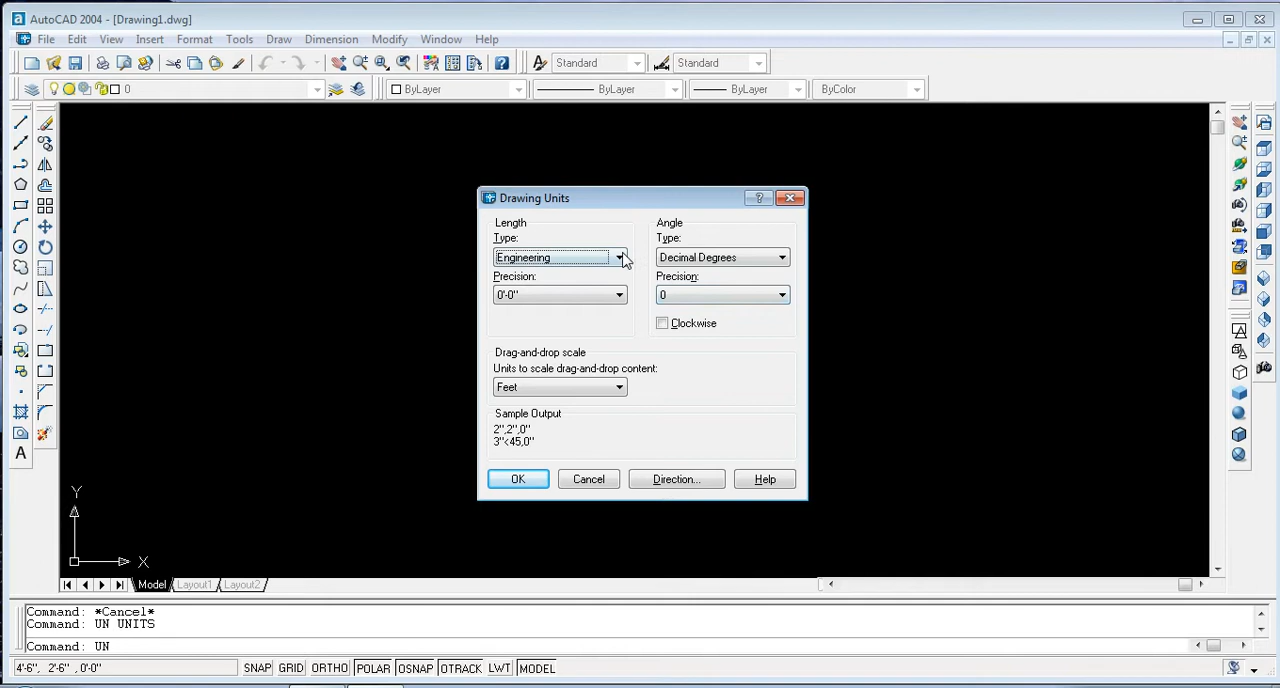 AutoCAD 2004 - [Drawing1.dwg]
File Edit View Insert Format Tools Draw Dimension Modify Window Help
Standard Standard
0 ByLayer ByLayer ByLayer ByColor
Drawing Units
Length
Type:
Engineering
Precision:
0'-0"
Angle
Type:
Decimal Degrees
Precision:
0
Clockwise
Drag-and-drop scale
Units to scale drag-and-drop content:
Feet
Sample Output
2",2",0"
3"<45,0"
OK Cancel Direction... Help
Y
X
Model Layout1 Layout2
Command: *Cancel*
Command: UN UNITS
Command: UN
4'-6", 2'-6" ,0'-0" SNAP GRID ORTHO POLAR OSNAP OTRACK LWT MODEL